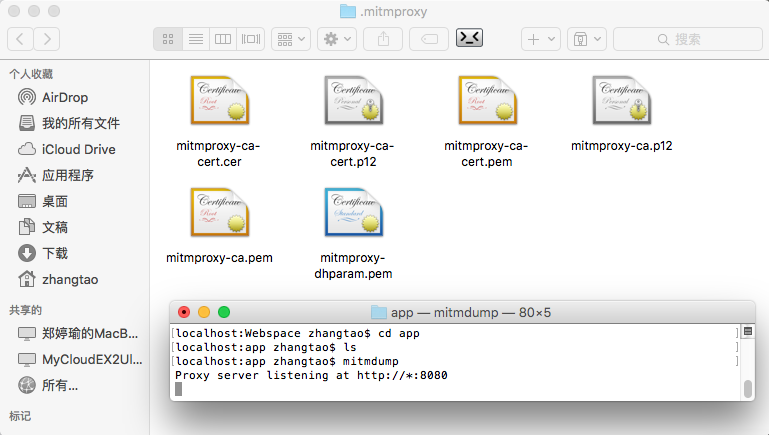 .mitmproxy
搜索
个人收藏
AirDrop
我的所有文件
iCloud Drive
应用程序
桌面
文稿
下载
zhangtao
共享的
郑婷瑜的MacB...
MyCloudEX2Ul...
所有...
标记
mitmproxy-ca-
cert.cer
mitmproxy-ca-
cert.p12
mitmproxy-ca-
cert.pem
mitmproxy-ca.p12
mitmproxy-ca.pem
mitmproxy-
dhparam.pem
app — mitmdump — 80×5
[localhost:Webspace zhangtao$ cd app ]
[localhost:app zhangtao$ ls ]
[localhost:app zhangtao$ mitmdump ]
Proxy server listening at http://*:8080